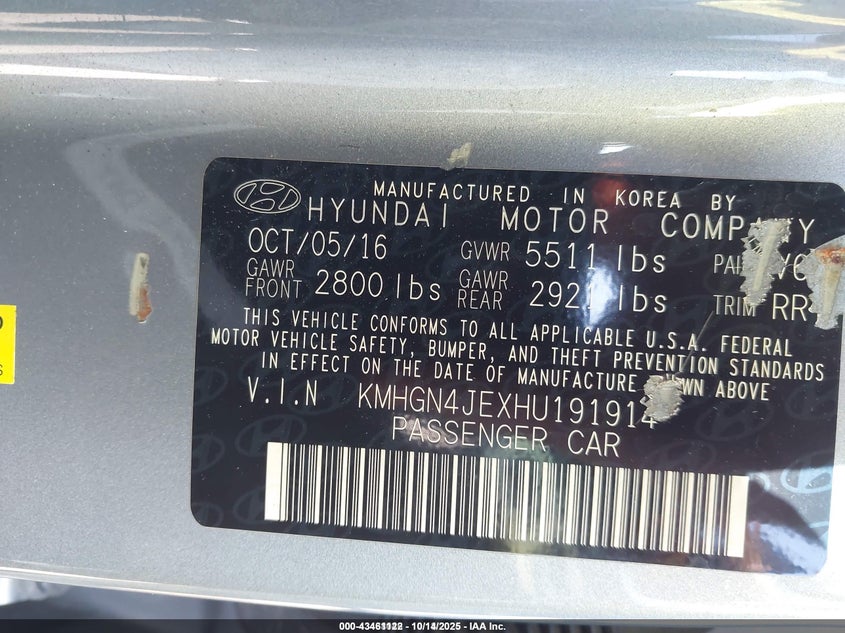 MANUFACTURED IN KOREA BY
HYUNDAI MOTOR COMPANY
OCT/05/16 GVWR 5511 lbs
GAWR FRONT 2800 lbs GAWR REAR 2921 lbs TRIM RR
THIS VEHICLE CONFORMS TO ALL APPLICABLE U.S.A. FEDERAL
MOTOR VEHICLE SAFETY, BUMPER, AND THEFT PREVENTION STANDARDS
IN EFFECT ON THE DATE OF MANUFACTURE SHOWN ABOVE
V.I.N KMHGN4JEXHU191914
PASSENGER CAR
10/14/2025 - IAA Inc.